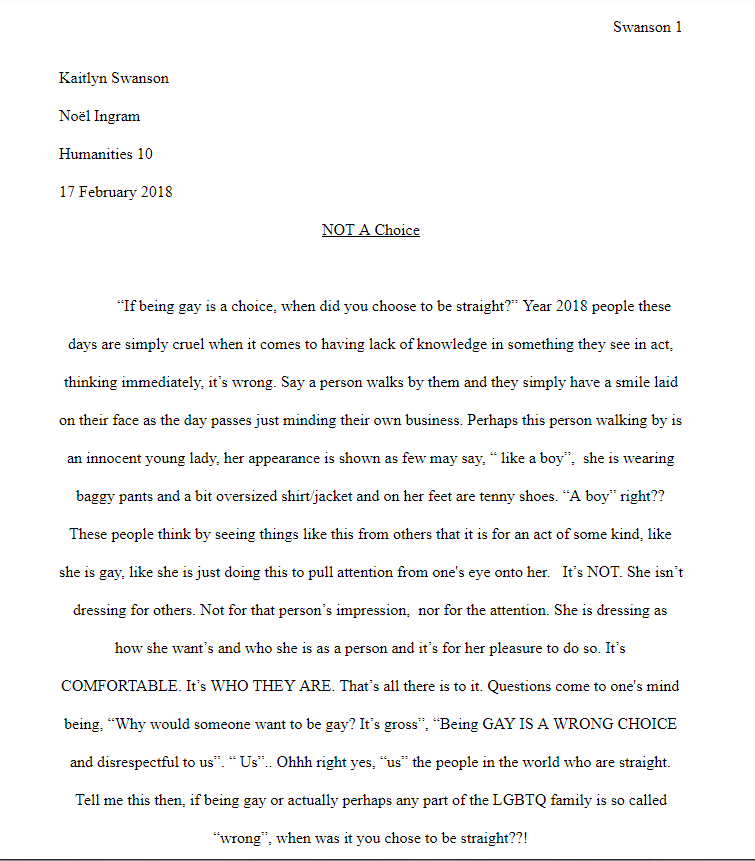 Swanson 1
Kaitlyn Swanson
Noël Ingram
Humanities 10
17 February 2018
NOT A Choice
“If being gay is a choice, when did you choose to be straight?” Year 2018 people these
days are simply cruel when it comes to having lack of knowledge in something they see in act,
thinking immediately, it’s wrong. Say a person walks by them and they simply have a smile laid
on their face as the day passes just minding their own business. Perhaps this person walking by is
an innocent young lady, her appearance is shown as few may say, “ like a boy”,  she is wearing
baggy pants and a bit oversized shirt/jacket and on her feet are tenny shoes. “A boy” right??
These people think by seeing things like this from others that it is for an act of some kind, like
she is gay, like she is just doing this to pull attention from one's eye onto her.   It’s NOT. She isn’t
dressing for others. Not for that person’s impression,  nor for the attention. She is dressing as
how she want’s and who she is as a person and it’s for her pleasure to do so. It’s
COMFORTABLE. It’s WHO THEY ARE. That’s all there is to it. Questions come to one's mind
being, “Why would someone want to be gay? It’s gross”, “Being GAY IS A WRONG CHOICE
and disrespectful to us”. “ Us”.. Ohhh right yes, “us” the people in the world who are straight.
Tell me this then, if being gay or actually perhaps any part of the LGBTQ family is so called
“wrong”, when was it you chose to be straight??!